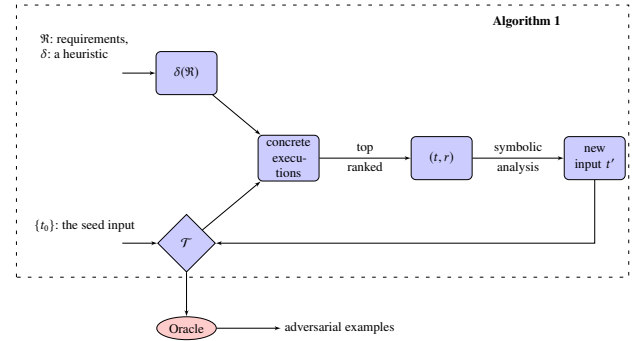 Algorithm 1
ℜ: requirements,
δ: a heuristic
δ(ℜ)
concrete
execu-
tions
top
ranked
(t, r)
symbolic
analysis
new
input t′
{t₀}: the seed input
𝒯
Oracle
adversarial examples